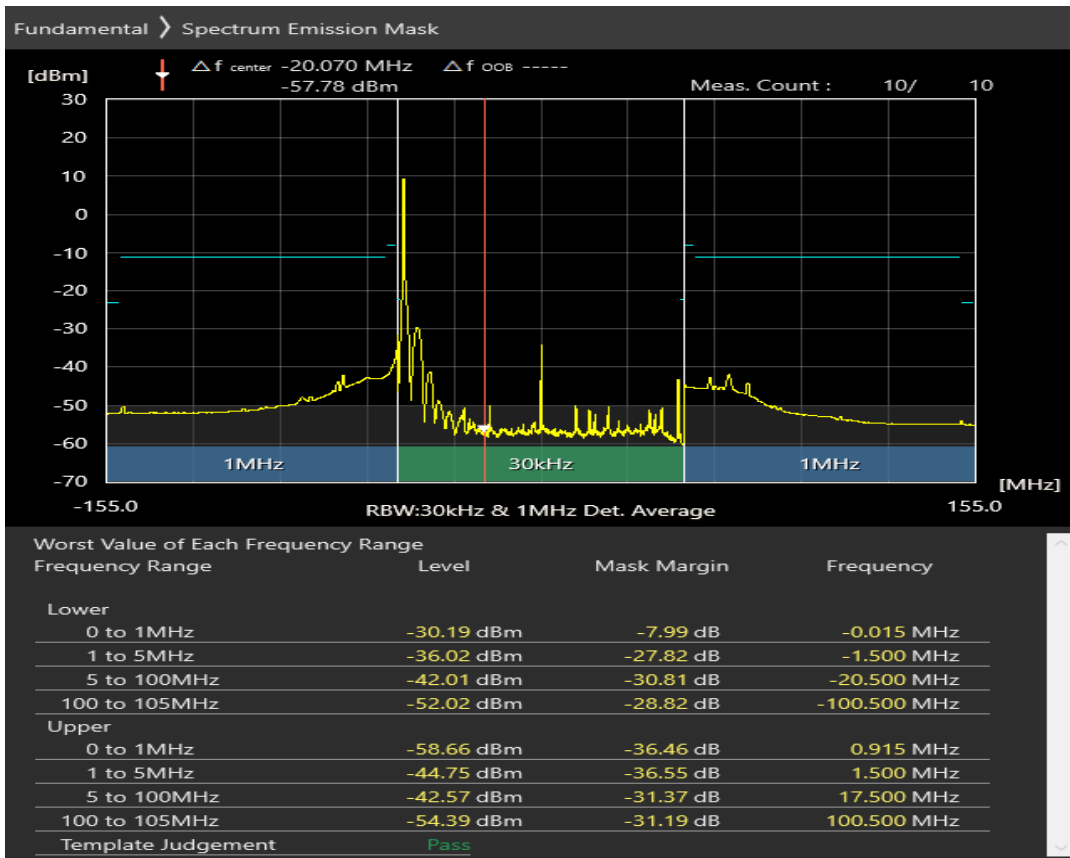 Fundamental ❯ Spectrum Emission Mask
[dBm] Δf center -20.070 MHz Δf OOB -----
-57.78 dBm Meas. Count : 10/ 10
30
20
10
0
-10
-20
-30
-40
-50
-60
1MHz 30kHz 1MHz
-70 [MHz]
-155.0 RBW:30kHz & 1MHz Det. Average 155.0
Worst Value of Each Frequency Range
Frequency Range Level Mask Margin Frequency
Lower
0 to 1MHz -30.19 dBm -7.99 dB -0.015 MHz
1 to 5MHz -36.02 dBm -27.82 dB -1.500 MHz
5 to 100MHz -42.01 dBm -30.81 dB -20.500 MHz
100 to 105MHz -52.02 dBm -28.82 dB -100.500 MHz
Upper
0 to 1MHz -58.66 dBm -36.46 dB 0.915 MHz
1 to 5MHz -44.75 dBm -36.55 dB 1.500 MHz
5 to 100MHz -42.57 dBm -31.37 dB 17.500 MHz
100 to 105MHz -54.39 dBm -31.19 dB 100.500 MHz
Template Judgement Pass